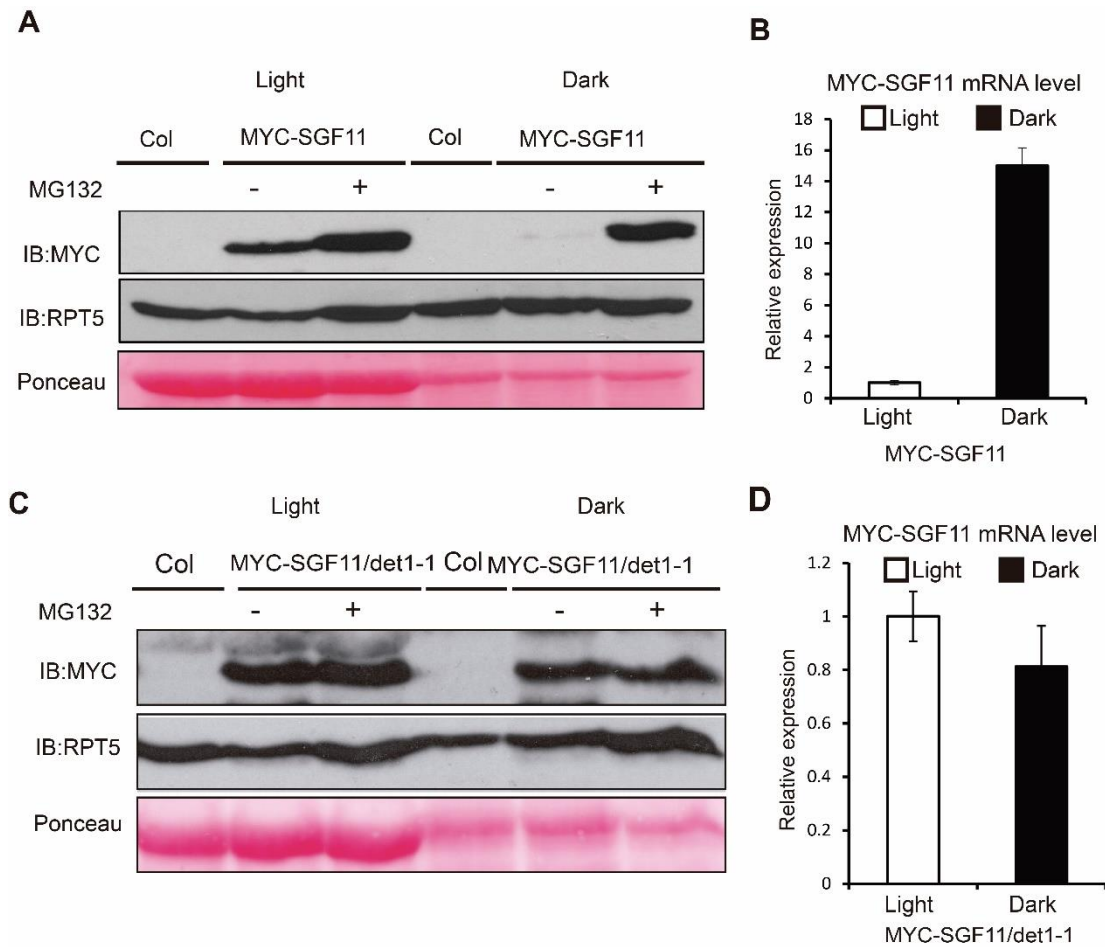 A
Light Dark
Col MYC-SGF11 Col MYC-SGF11
MG132 - + - +
IB:MYC
IB:RPT5
Ponceau
B
MYC-SGF11 mRNA level
Light Dark
Relative expression
18
16
14
12
10
8
6
4
2
0
Light Dark
MYC-SGF11
C
Light Dark
Col MYC-SGF11/det1-1 Col MYC-SGF11/det1-1
MG132 - + - +
IB:MYC
IB:RPT5
Ponceau
D
MYC-SGF11 mRNA level
Light Dark
Relative expression
1.2
1
0.8
0.6
0.4
0.2
0
Light Dark
MYC-SGF11/det1-1